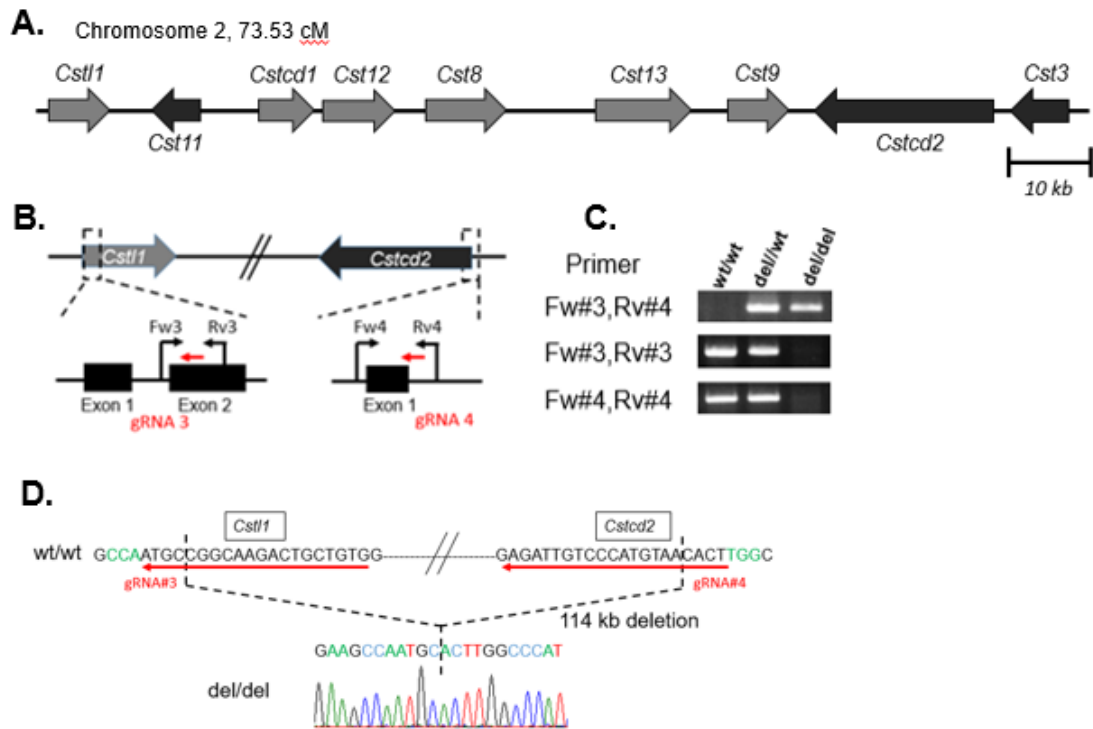 A. Chromosome 2, 73.53 cM
Cstl1 Cstcd1 Cst12 Cst8 Cst13 Cst9 Cst3
Cst11 Cstcd2
10 kb
B.
Cstl1 Cstcd2
Fw3 Rv3 Fw4 Rv4
Exon 1 Exon 2 Exon 1
gRNA 3 gRNA 4
C.
Primer wt/wt del/wt del/del
Fw#3,Rv#4
Fw#3,Rv#3
Fw#4,Rv#4
D.
Cstl1 Cstcd2
wt/wt GCCAATGCCGGCAAGACTGCTGTGG GAGATTGTCCCATGTAACACTTGGC
gRNA#3 gRNA#4
114 kb deletion
GAAGCCAATGCACTTGGCCCAT
del/del